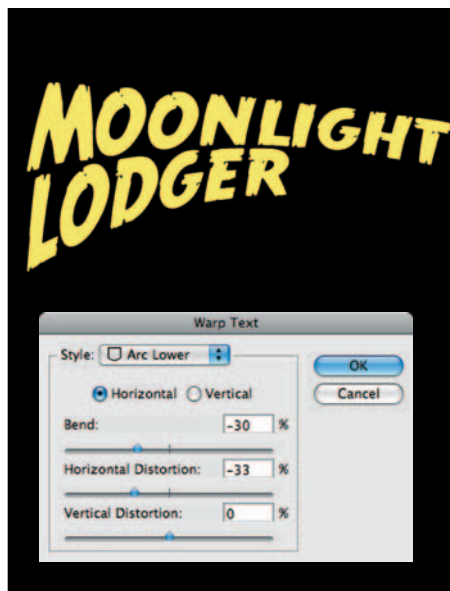 MOONLIGHT
LODGER
Warp Text
Style: Arc Lower
Horizontal Vertical
Bend: -30 %
Horizontal Distortion: -33 %
Vertical Distortion: 0 %
OK
Cancel